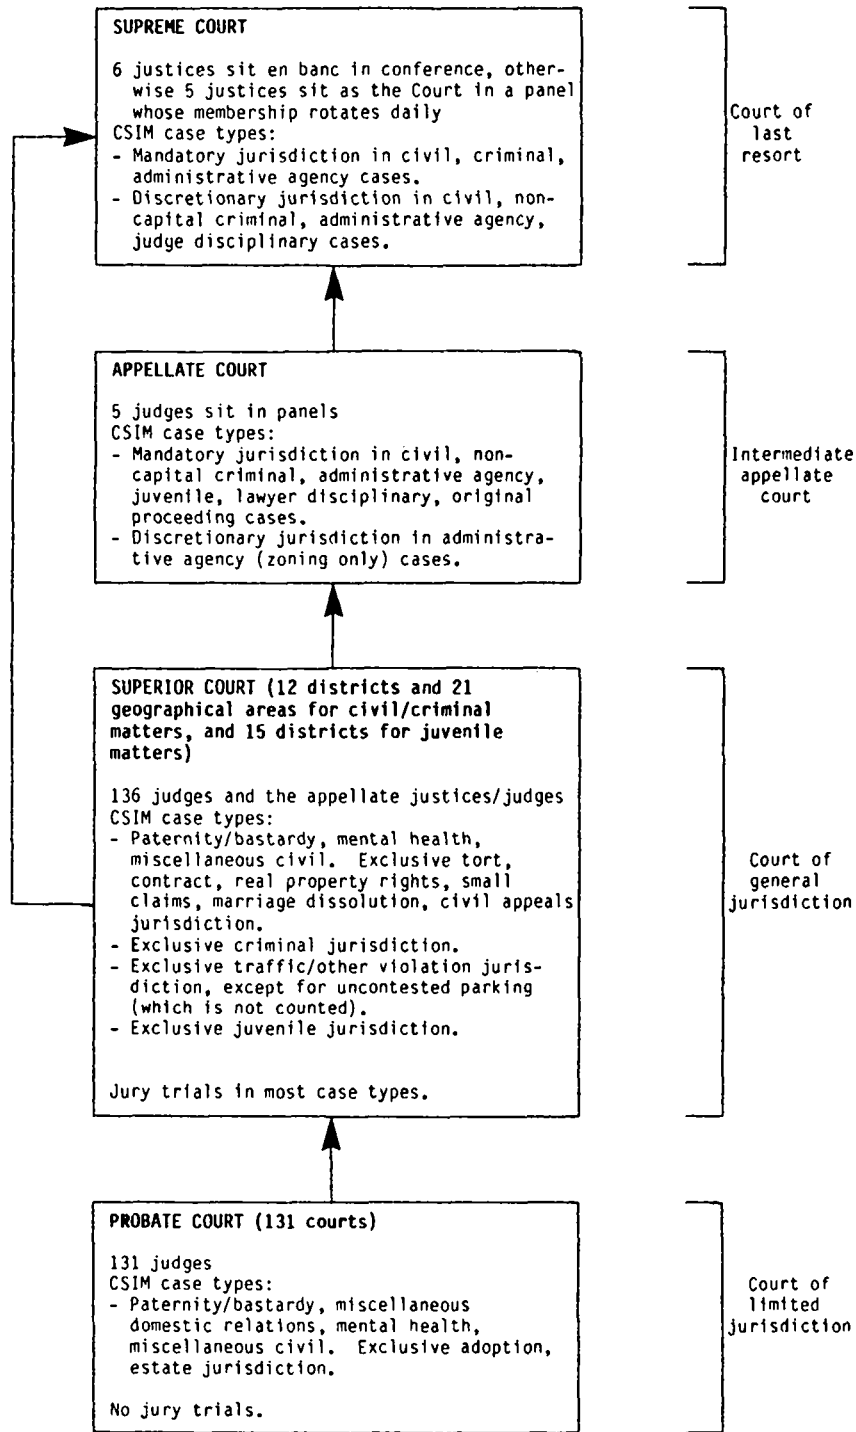 SUPREME COURT
6 justices sit en banc in conference, other-
wise 5 justices sit as the Court in a panel
whose membership rotates daily
CSIM case types:
- Mandatory jurisdiction in civil, criminal,
administrative agency cases.
- Discretionary jurisdiction in civil, non-
capital criminal, administrative agency,
judge disciplinary cases.
Court of
last
resort
APPELLATE COURT
5 judges sit in panels
CSIM case types:
- Mandatory jurisdiction in civil, non-
capital criminal, administrative agency,
juvenile, lawyer disciplinary, original
proceeding cases.
- Discretionary jurisdiction in administra-
tive agency (zoning only) cases.
Intermediate
appellate
court
SUPERIOR COURT (12 districts and 21
geographical areas for civil/criminal
matters, and 15 districts for juvenile
matters)
136 judges and the appellate justices/judges
CSIM case types:
- Paternity/bastardy, mental health,
miscellaneous civil. Exclusive tort,
contract, real property rights, small
claims, marriage dissolution, civil appeals
jurisdiction.
- Exclusive criminal jurisdiction.
- Exclusive traffic/other violation juris-
diction, except for uncontested parking
(which is not counted).
- Exclusive juvenile jurisdiction.
Jury trials in most case types.
Court of
general
jurisdiction
PROBATE COURT (131 courts)
131 judges
CSIM case types:
- Paternity/bastardy, miscellaneous
domestic relations, mental health,
miscellaneous civil. Exclusive adoption,
estate jurisdiction.
No jury trials.
Court of
limited
jurisdiction